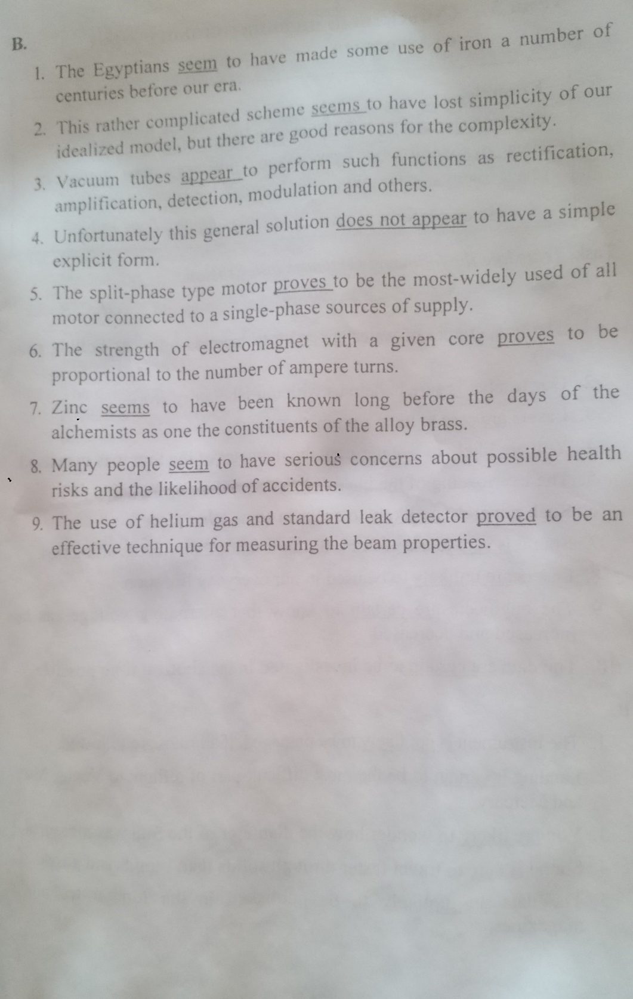 B.
1. The Egyptians seem to have made some use of iron a number of
centuries before our era.
2. This rather complicated scheme seems to have lost simplicity of our
idealized model, but there are good reasons for the complexity.
3. Vacuum tubes appear to perform such functions as rectification,
amplification, detection, modulation and others.
4. Unfortunately this general solution does not appear to have a simple
explicit form.
5. The split-phase type motor proves to be the most-widely used of all
motor connected to a single-phase sources of supply.
6. The strength of electromagnet with a given core proves to be
proportional to the number of ampere turns.
7. Zinc seems to have been known long before the days of the
alchemists as one the constituents of the alloy brass.
8. Many people seem to have serious concerns about possible health
risks and the likelihood of accidents.
9. The use of helium gas and standard leak detector proved to be an
effective technique for measuring the beam properties.